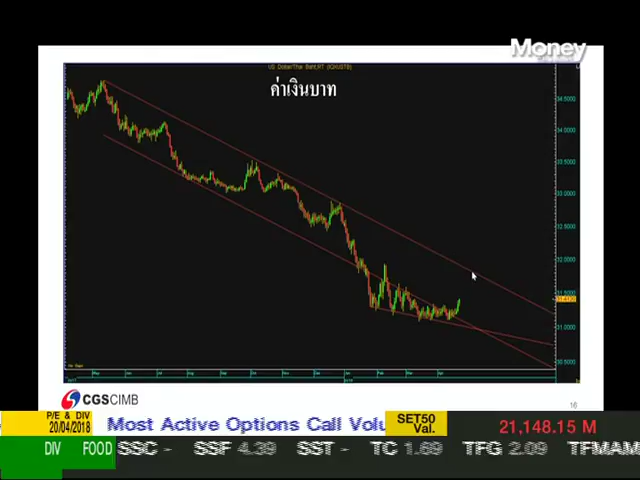 Money
US Dollar/Thai Baht,RT
ค่าเงินบาท
34.5000
34.0000
33.5000
33.0000
32.5000
32.0000
31.5000
31.0000
30.5000
CGS CIMB
16
P/E & DIV
20/04/2018
Most Active Options Call Volu
SET50
Val.
21,148.15 M
DIV FOOD SSC - SSF 4.39 SST - TC 1.69 TFG 2.09 TFMAM